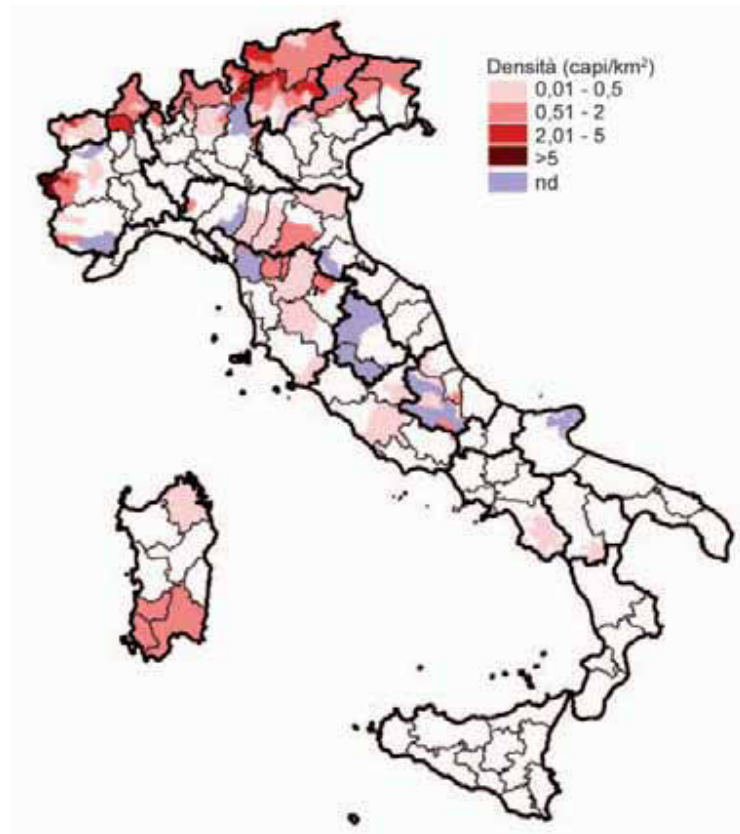 Densità (capi/km²)
0,01 - 0,5
0,51 - 2
2,01 - 5
>5
nd